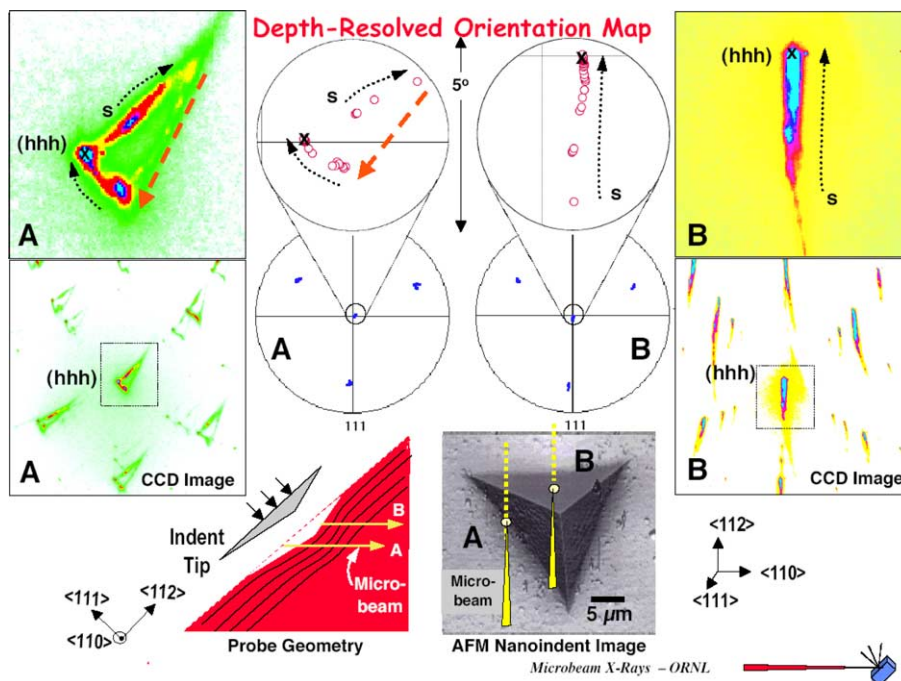 Depth-Resolved Orientation Map
(hhh)
S
A
5º
S
X
X
S
(hhh)
X
B
S
(hhh)
A
CCD Image
A
111
B
111
(hhh)
B
CCD Image
Indent
Tip
B
A
Micro-
beam
<111>
<112>
<110>
Probe Geometry
B
A
Micro-
beam
5 µm
AFM Nanoindent Image
<112>
<110>
<111>
Microbeam X-Rays – ORNL